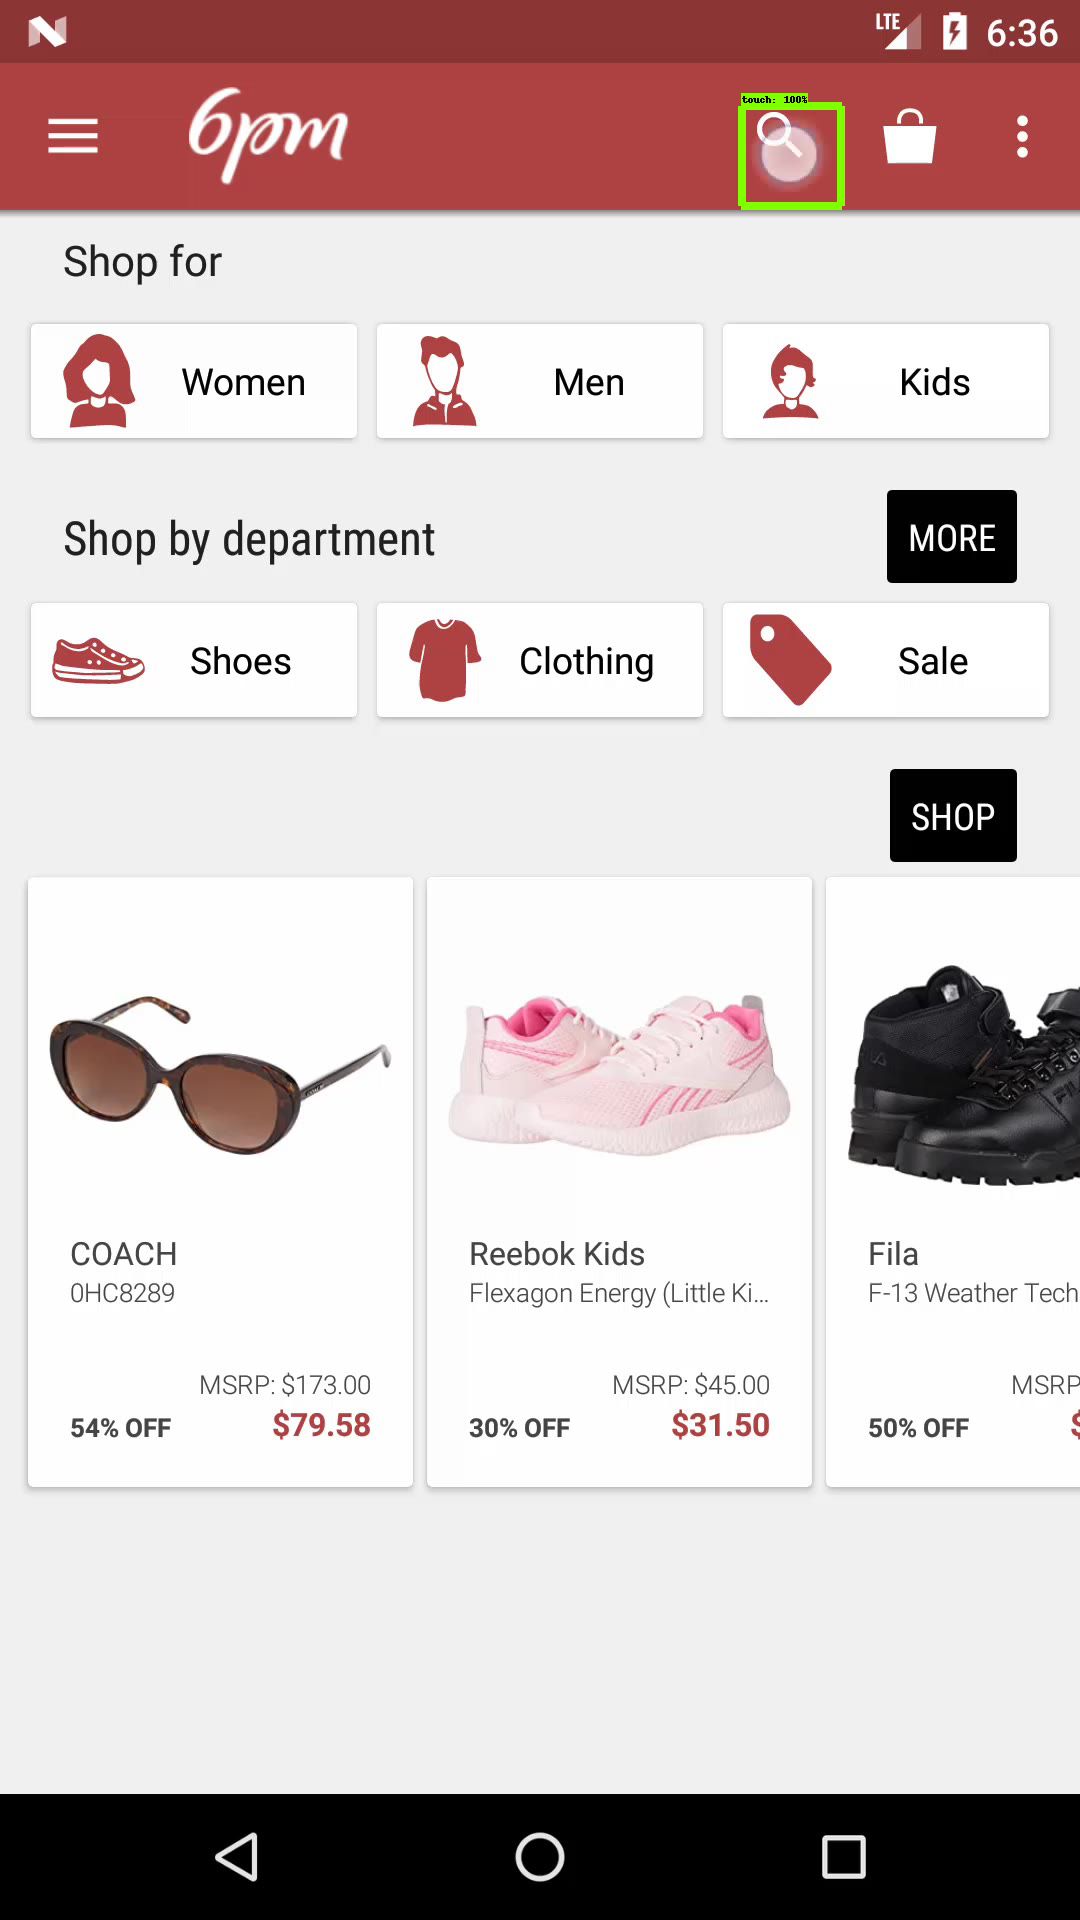 LTE 6:36
6pm
touch: 100%
Shop for
Women
Men
Kids
Shop by department
MORE
Shoes
Clothing
Sale
SHOP
COACH
0HC8289
MSRP: $173.00
54% OFF
$79.58
Reebok Kids
Flexagon Energy (Little Ki...
MSRP: $45.00
30% OFF
$31.50
Fila
F-13 Weather Tech
MSRP
50% OFF
$